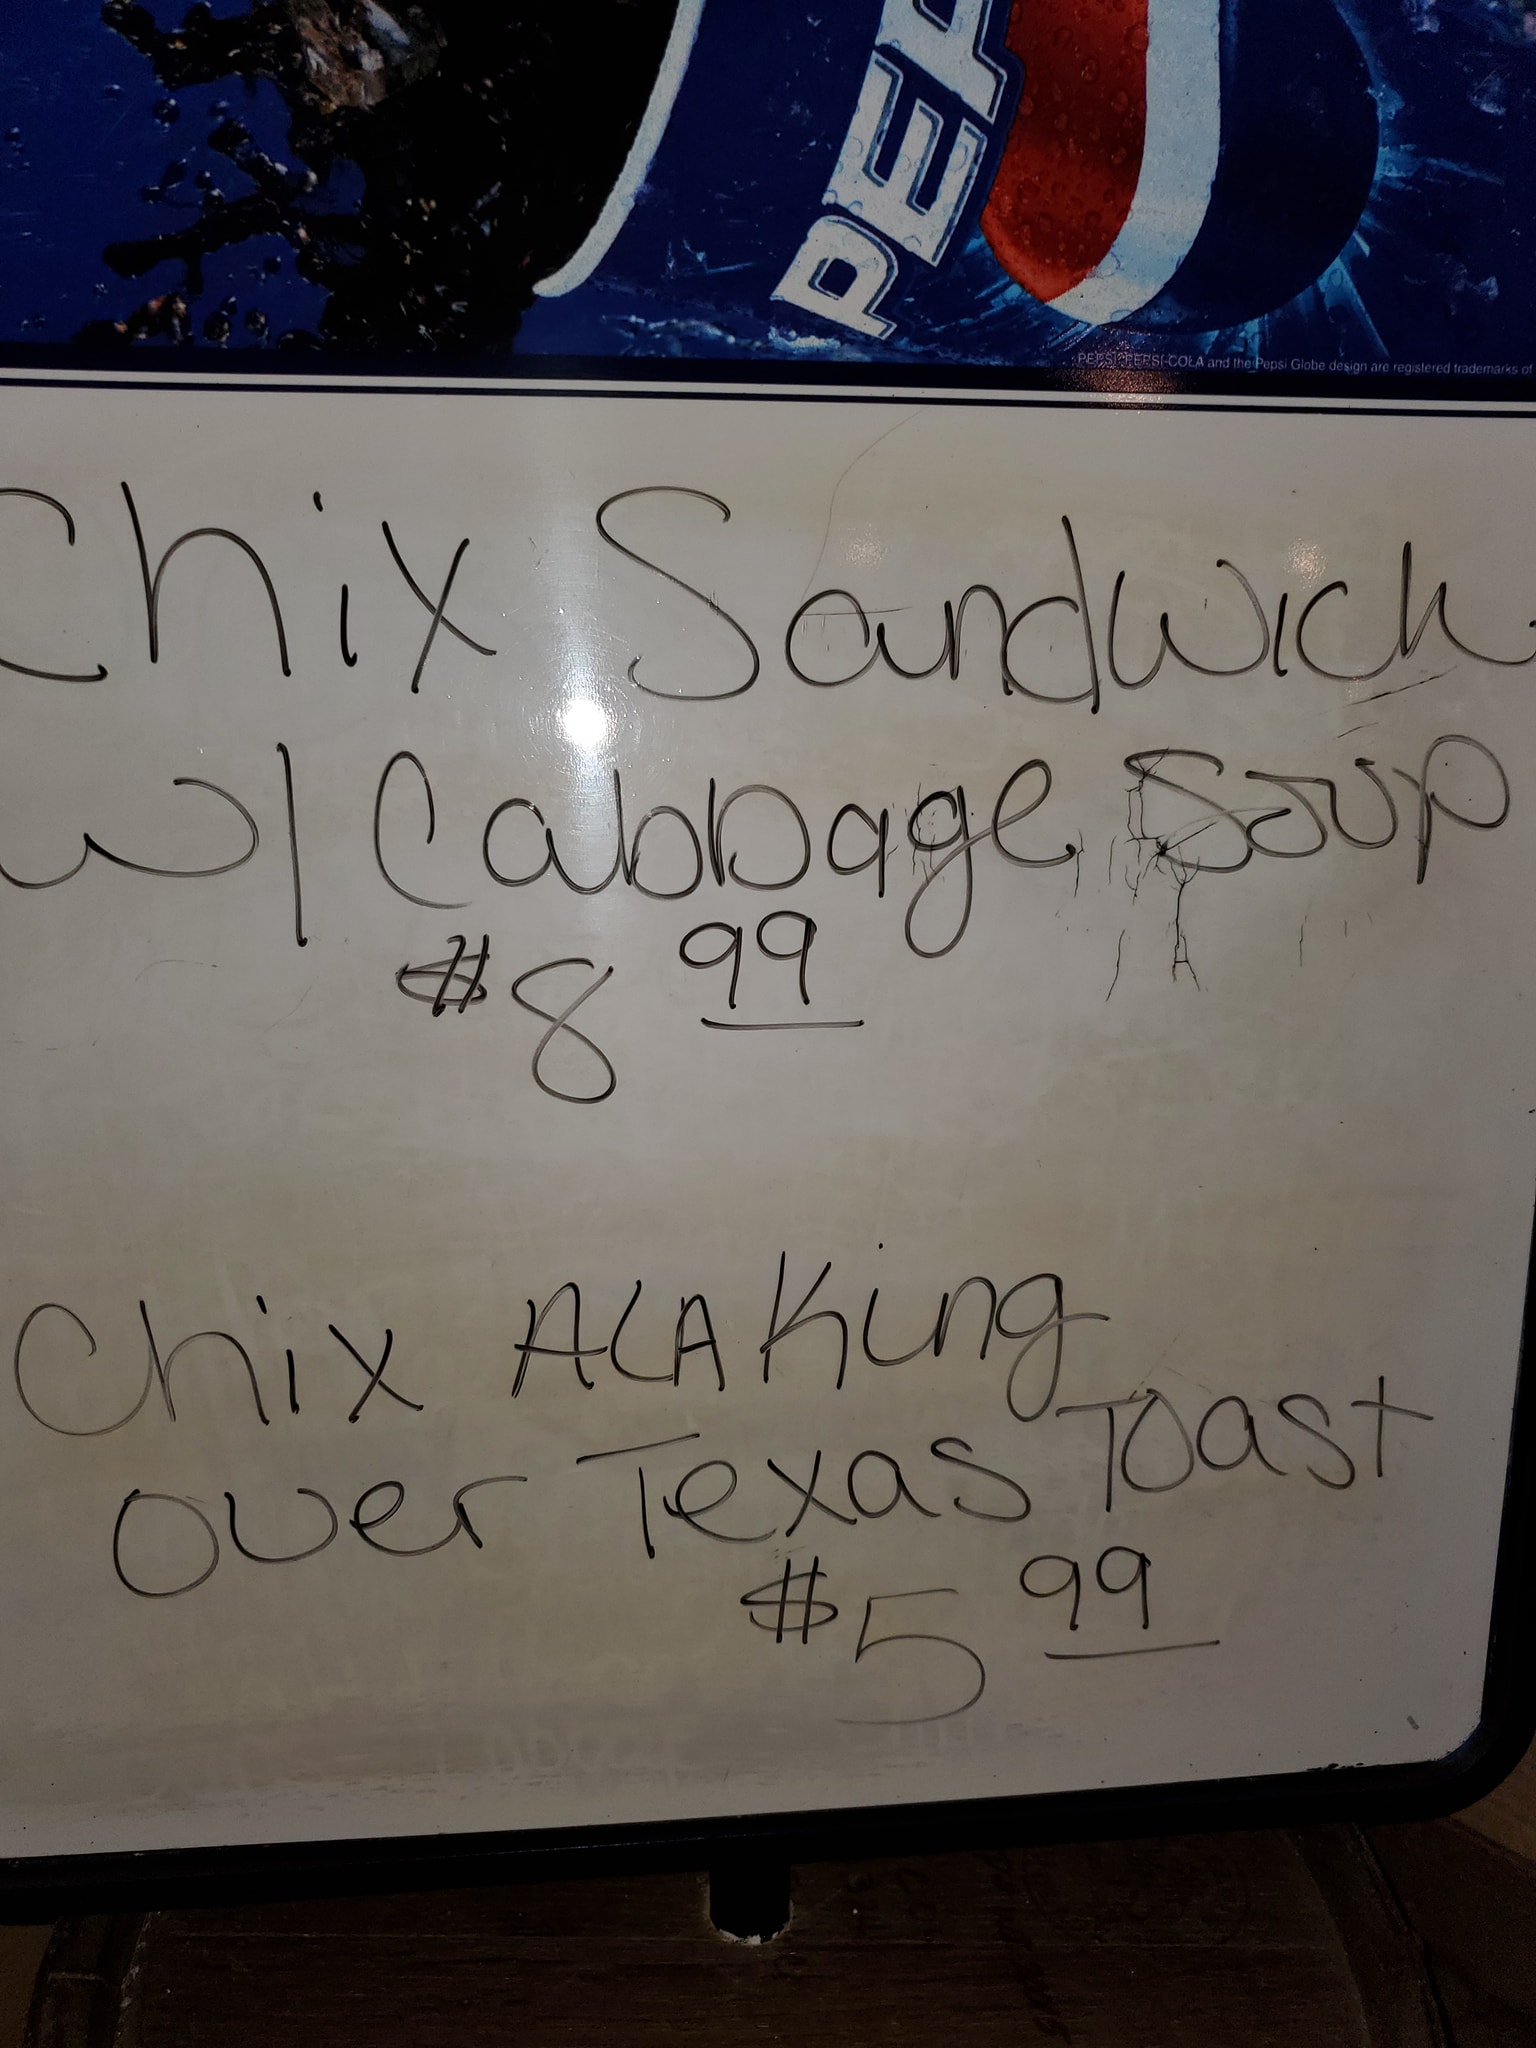 PEPS
PEPSI, PEPSI-COLA and the Pepsi Globe design are registered trademarks of
Chix Sandwich
w/ Cabbage Soup
$8 99
Chix ALA King
over Texas Toast
$5 99